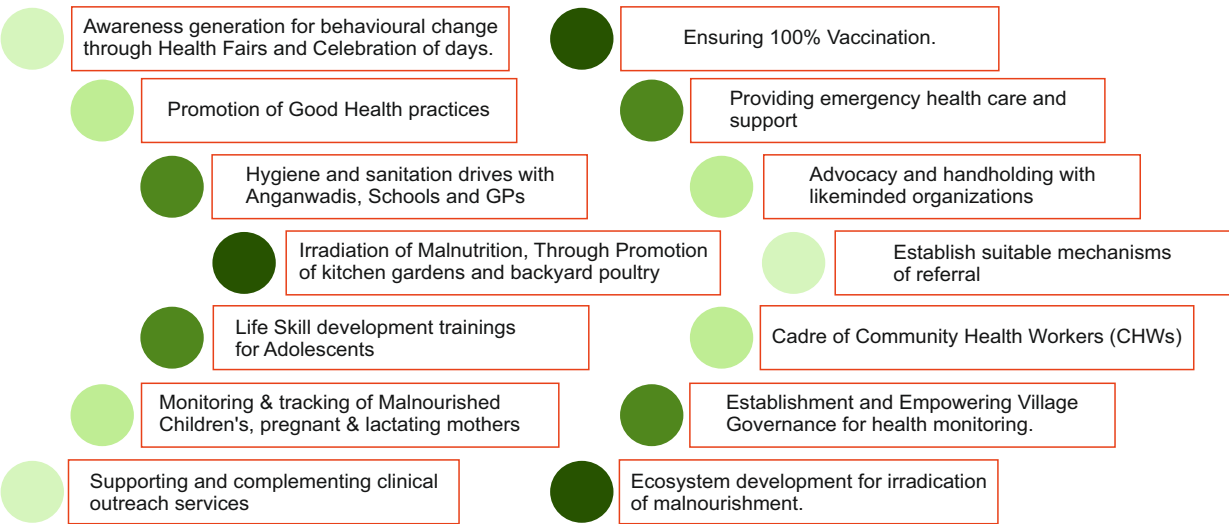 Awareness generation for behavioural change
through Health Fairs and Celebration of days.
Promotion of Good Health practices
Hygiene and sanitation drives with
Anganwadis, Schools and GPs
Irradiation of Malnutrition, Through Promotion
of kitchen gardens and backyard poultry
Life Skill development trainings
for Adolescents
Monitoring & tracking of Malnourished
Children's, pregnant & lactating mothers
Supporting and complementing clinical
outreach services
Ensuring 100% Vaccination.
Providing emergency health care and
support
Advocacy and handholding with
likeminded organizations
Establish suitable mechanisms
of referral
Cadre of Community Health Workers (CHWs)
Establishment and Empowering Village
Governance for health monitoring.
Ecosystem development for irradication
of malnourishment.